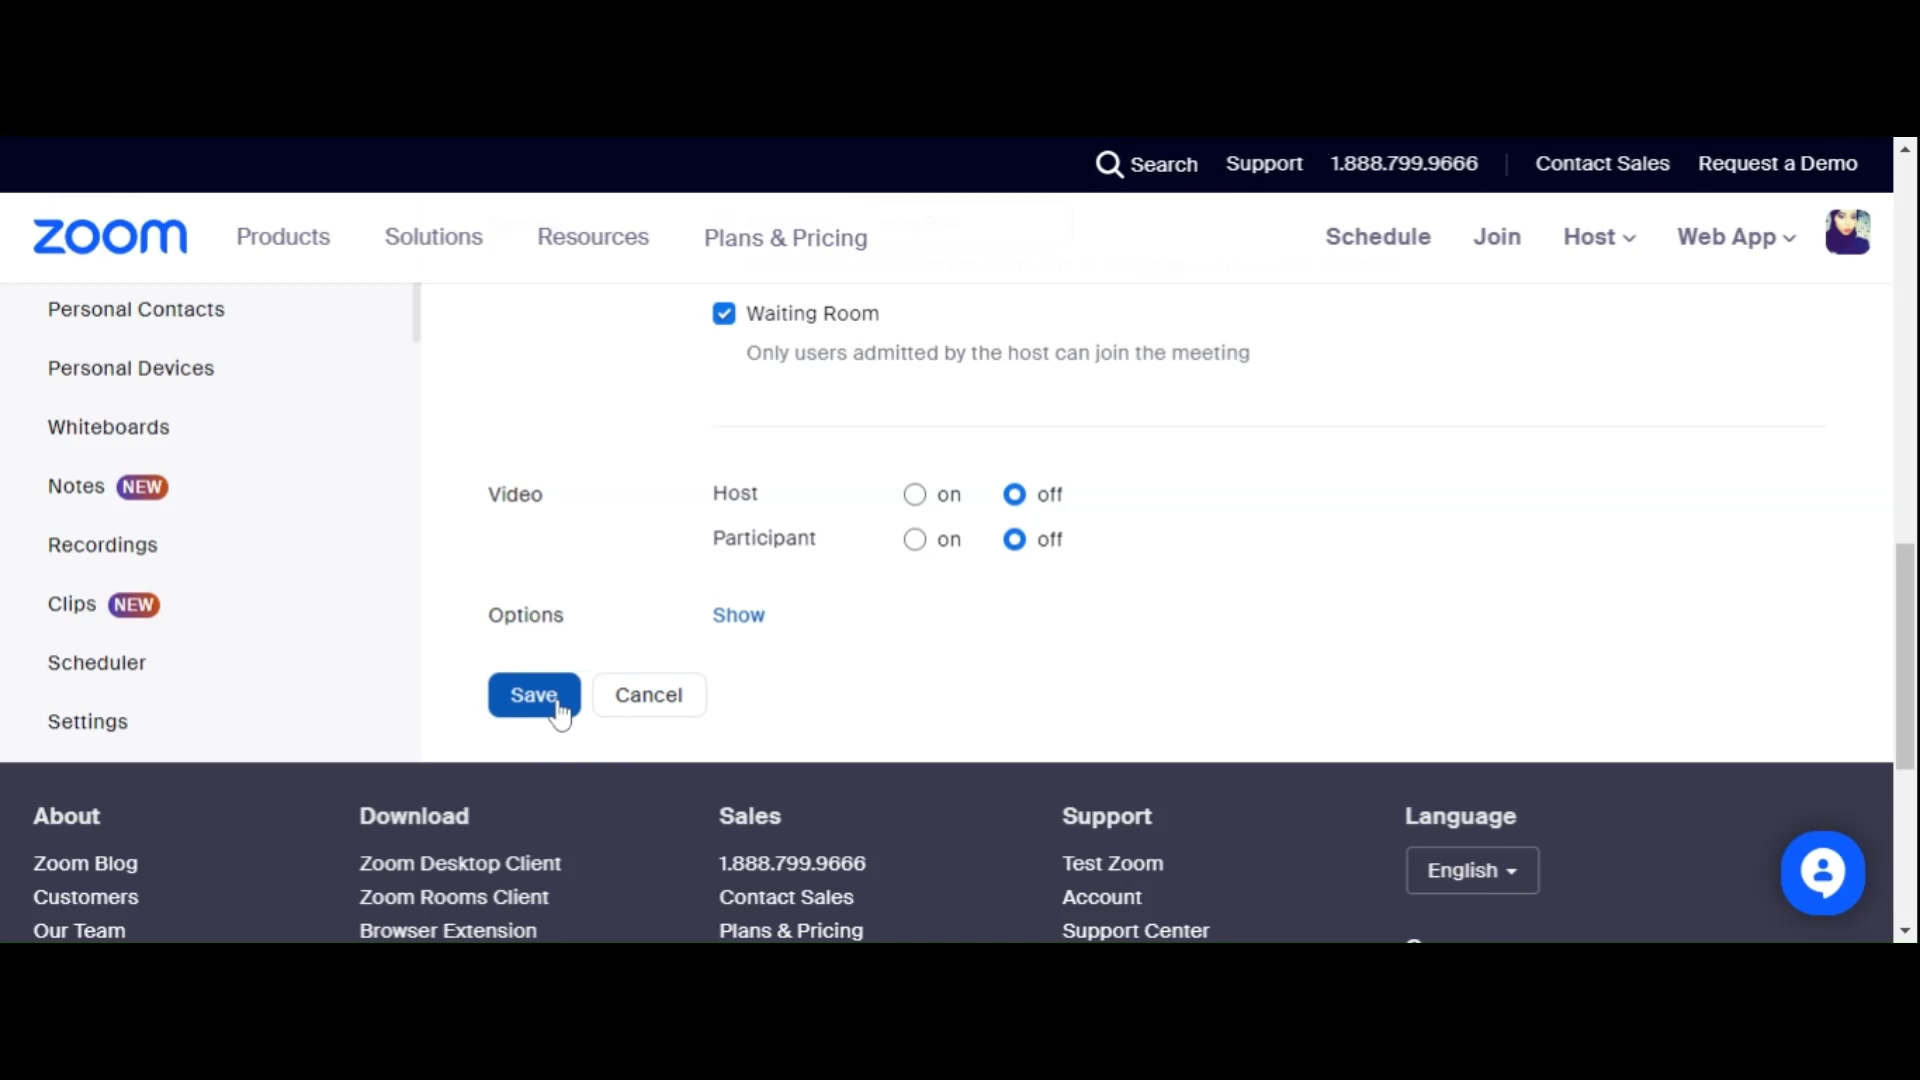 Search Support 1.888.799.9666 Contact Sales Request a Demo
zoom Products Solutions Resources Plans & Pricing Schedule Join Host Web App
Personal Contacts
Personal Devices
Whiteboards
Notes NEW
Recordings
Clips NEW
Scheduler
Settings
Waiting Room
Only users admitted by the host can join the meeting
Video Host on off
Participant on off
Options Show
Save Cancel
About
Zoom Blog
Customers
Our Team
Download
Zoom Desktop Client
Zoom Rooms Client
Browser Extension
Sales
1.888.799.9666
Contact Sales
Plans & Pricing
Support
Test Zoom
Account
Support Center
Language
English